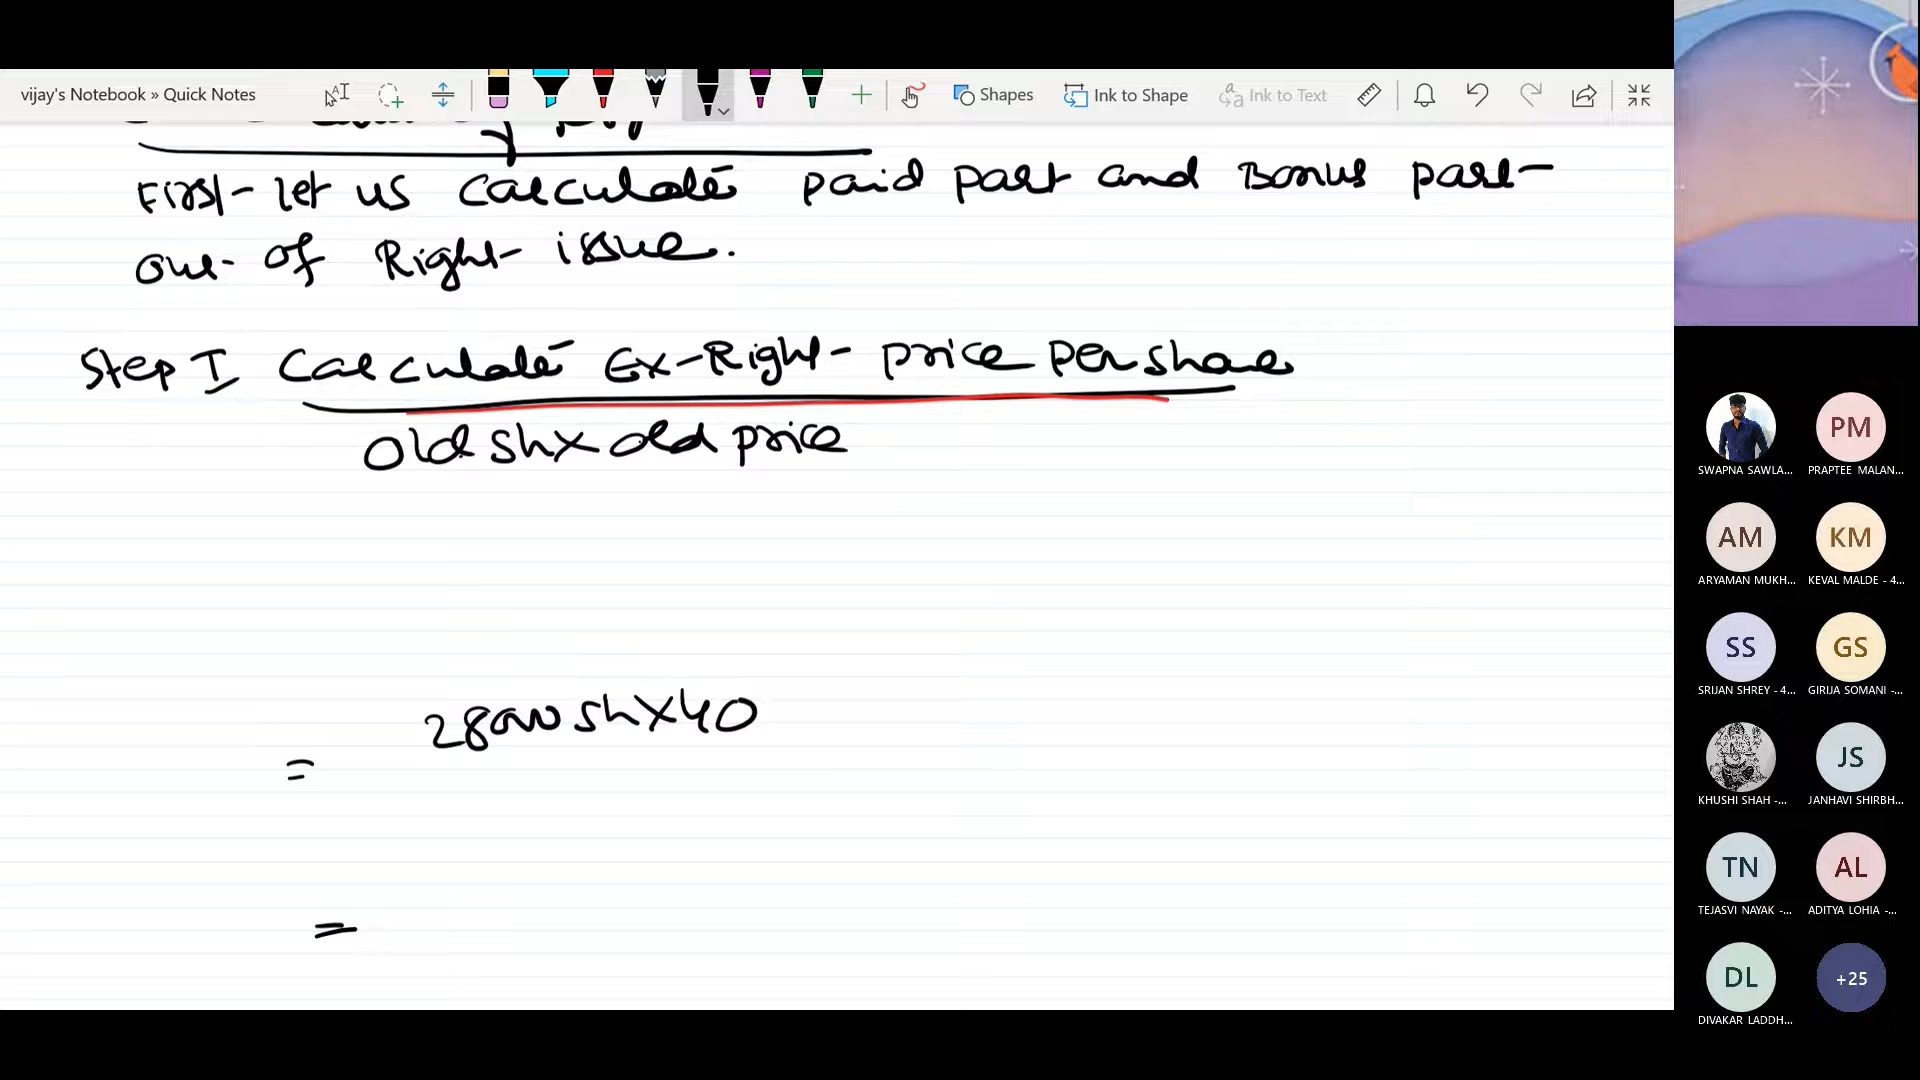 vijay's Notebook » Quick Notes
Shapes
Ink to Shape
Ink to Text
First let us calculate paid part and Bonus part
out of Right issue.
Step I Calculate Ex-Right price per share
old sh x old price
28000 sh x 40
=
=
SWAPNA SAWLA...
PM
PRAPTEE MALAN...
AM
ARYAMAN MUKH...
KM
KEVAL MALDE - 4...
SS
SRIJAN SHREY - 4...
GS
GIRIJA SOMANI -...
KHUSHI SHAH -...
JS
JANHAVI SHIRBH...
TN
TEJASVI NAYAK -...
AL
ADITYA LOHIA -...
DL
DIVAKAR LADDH...
+25